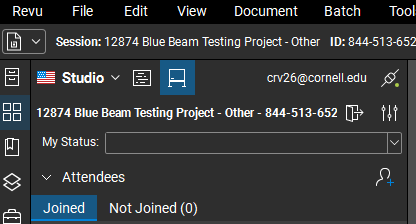 Revu File Edit View Document Batch
Session: 12874 Blue Beam Testing Project - Other ID: 844-513-652
Studio crv26@cornell.edu
12874 Blue Beam Testing Project - Other - 844-513-652
My Status:
Attendees
Joined Not Joined (0)